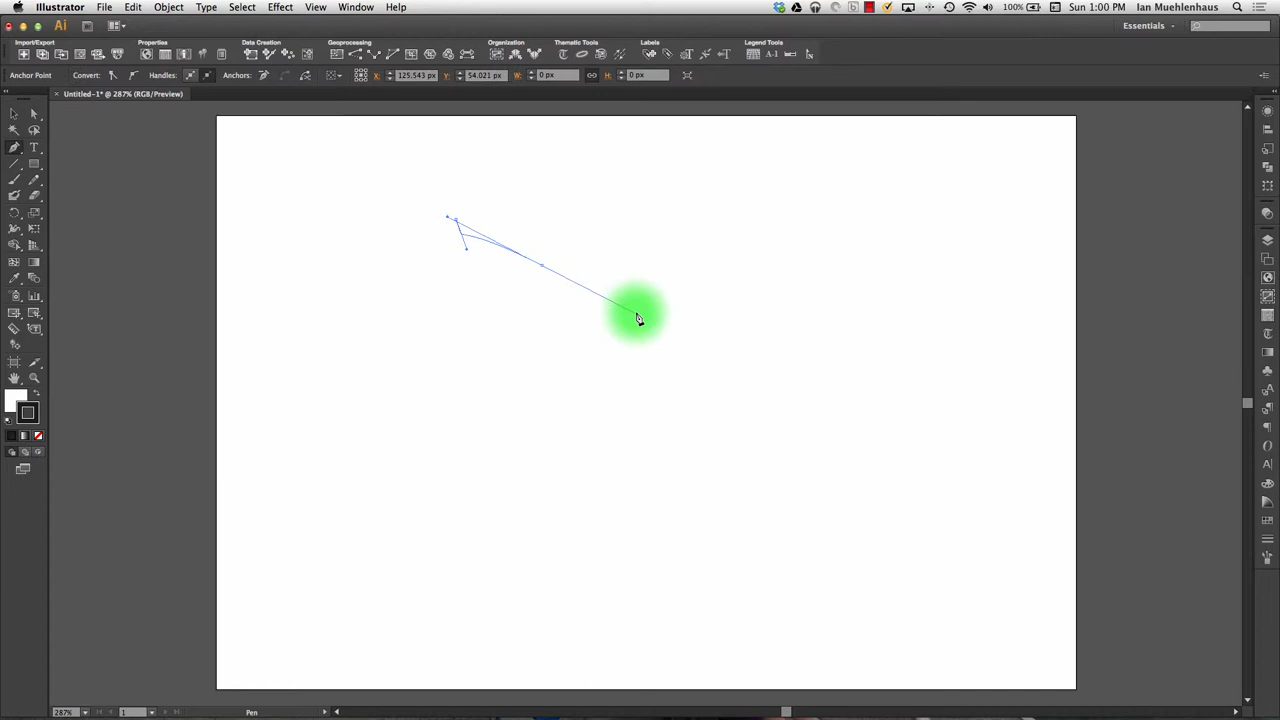 Illustrator File Edit Object Type Select Effect View Window Help 100% Sun 1:00 PM Ian Muehlenhaus
Ai Essentials
Import/Export Properties Data Creation Geoprocessing Organization Thematic Tools Labels Legend Tools
Anchor Point Convert: Handles: Anchors: X: 125.543 px Y: 54.021 px W: 0 px H: 0 px
Untitled-1* @ 287% (RGB/Preview)
287% 1 Pen